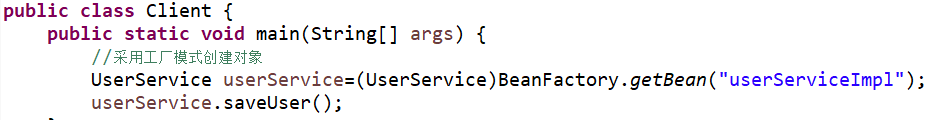 public class Client {
public static void main(String[] args) {
//采用工厂模式创建对象
UserService userService=(UserService)BeanFactory.getBean("userServiceImpl");
userService.saveUser();